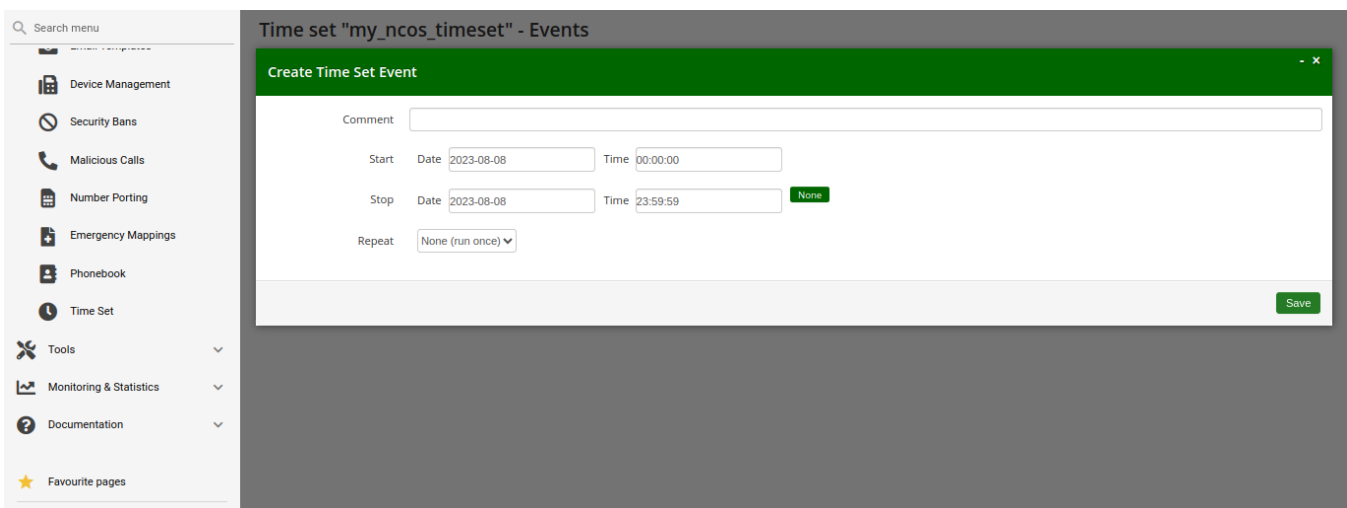 Search menu
Email Templates
Device Management
Security Bans
Malicious Calls
Number Porting
Emergency Mappings
Phonebook
Time Set
Tools
Monitoring & Statistics
Documentation
Favourite pages
Time set "my_ncos_timeset" - Events
Create Time Set Event
- ×
Comment
Start Date 2023-08-08 Time 00:00:00
Stop Date 2023-08-08 Time 23:59:59 None
Repeat None (run once)
Save